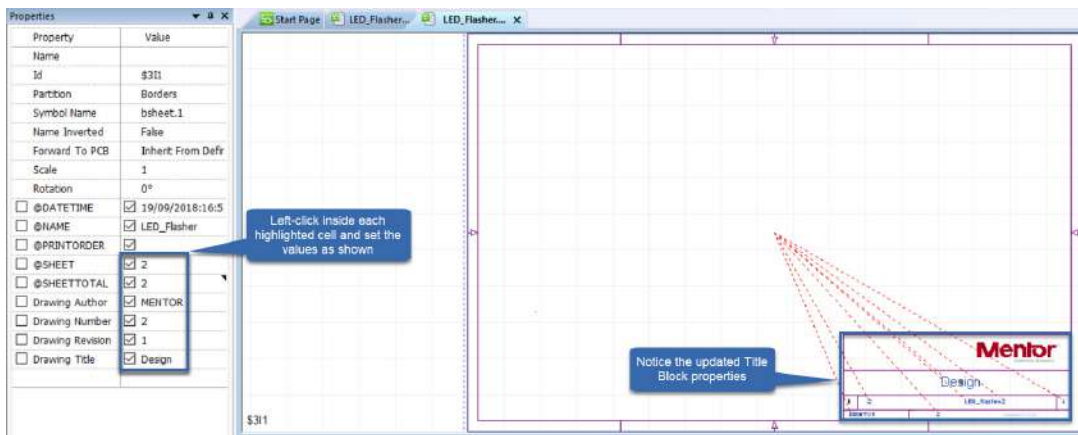 Properties
Start Page LED_Flasher... LED_Flasher....
Property Value
Name
Id $3I1
Partition Borders
Symbol Name bsheet.1
Name Inverted False
Forward To PCB Inherit From Defir
Scale 1
Rotation 0°
@DATETIME 19/09/2018:16:5
@NAME LED_Flasher
@PRINTORDER
@SHEET 2
@SHEETTOTAL 2
Drawing Author MENTOR
Drawing Number 2
Drawing Revision 1
Drawing Title Design
Left-click inside each
highlighted cell and set the
values as shown
Notice the updated Title
Block properties
Mentor
Design
2
MENTOR 2
$3I1